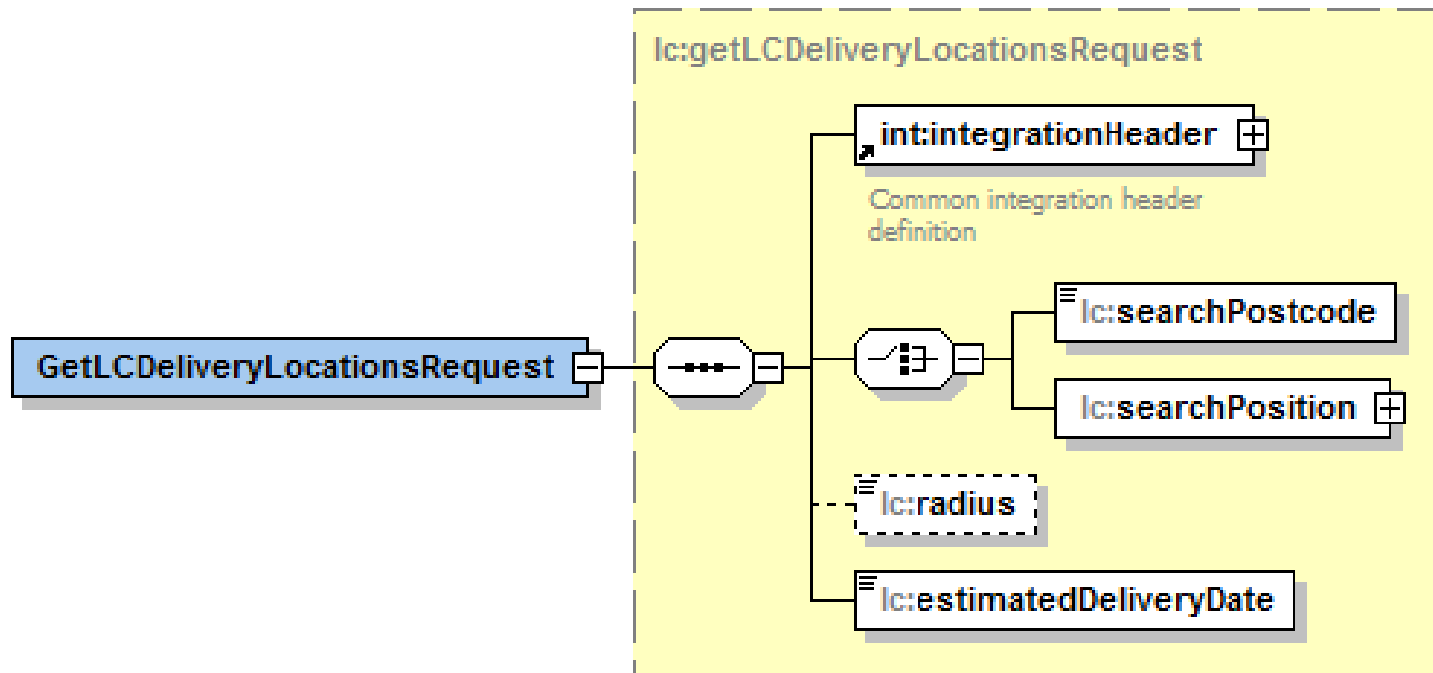 lc:getLCDeliveryLocationsRequest
int:integrationHeader
Common integration header
definition
lc:searchPostcode
GetLCDeliveryLocationsRequest
lc:searchPosition
lc:radius
lc:estimatedDeliveryDate